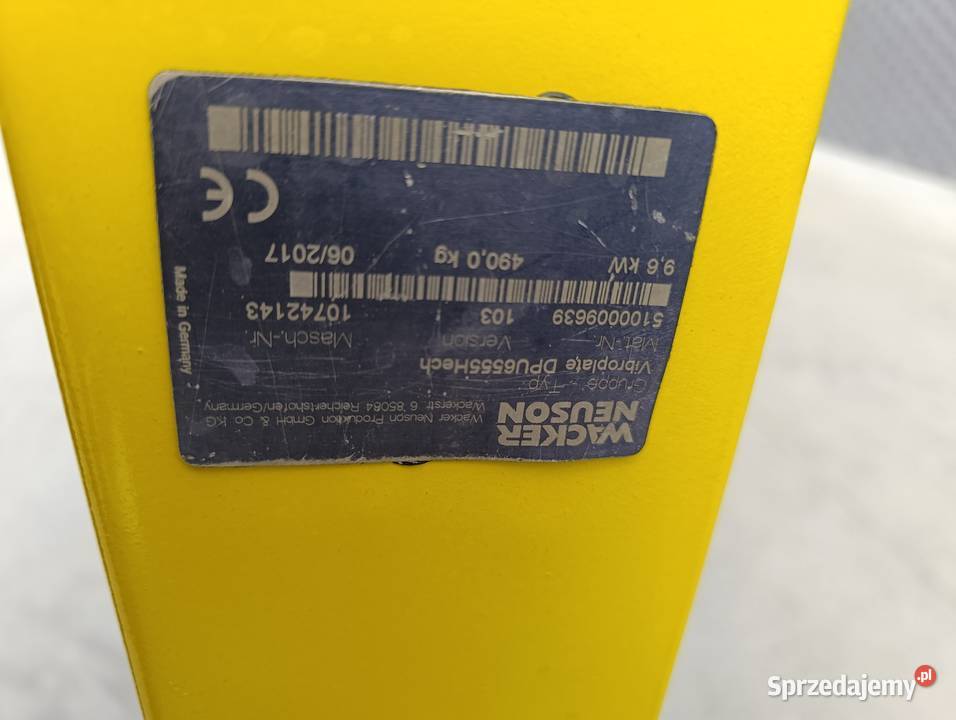 WACKER
NEUSON
Wacker Neuson Produktion GmbH & Co. KG
Wackerstr. 6 85084 Reichertshofen/Germany
Gruppe - Typ
Vibroplate DPU6555Hech
Mat.-Nr. Version Masch.-Nr.
5100009639 103 10742143
9,6 kW 490,0 kg 06/2017
CE
Made in Germany
Sprzedajemy.pl